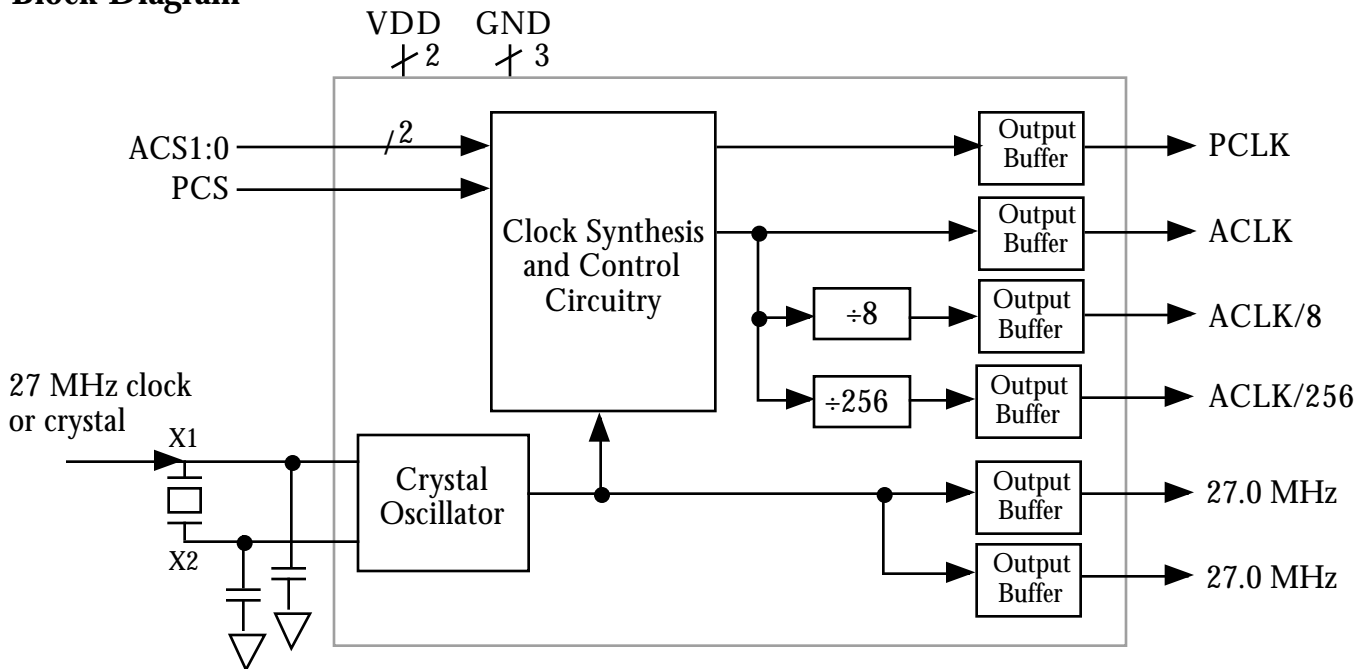 Block Diagram
VDD
GND
2
3
ACS1:0
2
PCS
Clock Synthesis
and Control
Circuitry
Output
Buffer
PCLK
Output
Buffer
ACLK
÷8
Output
Buffer
ACLK/8
÷256
Output
Buffer
ACLK/256
27 MHz clock
or crystal
X1
X2
Crystal
Oscillator
Output
Buffer
27.0 MHz
Output
Buffer
27.0 MHz